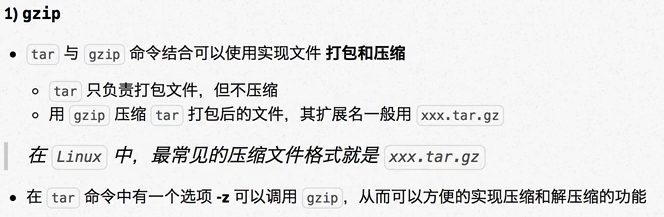 1) gzip
tar 与 gzip 命令结合可以使用实现文件 打包和压缩
tar 只负责打包文件，但不压缩
用 gzip 压缩 tar 打包后的文件，其扩展名一般用 xxx.tar.gz
在 Linux 中，最常见的压缩文件格式就是 xxx.tar.gz
在 tar 命令中有一个选项 -z 可以调用 gzip，从而可以方便的实现压缩和解压缩的功能